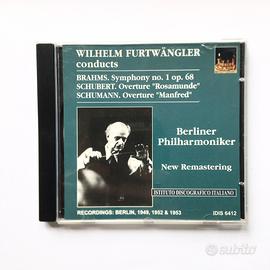 WILHELM FURTWÄNGLER
conducts
BRAHMS. Symphony no. 1 op. 68
SCHUBERT. Overture "Rosamunde"
SCHUMANN. Overture "Manfred"
Berliner
Philharmoniker
New Remastering
ISTITUTO DISCOGRAFICO ITALIANO
RECORDINGS: BERLIN, 1949, 1952 & 1953
IDIS 6412
subito